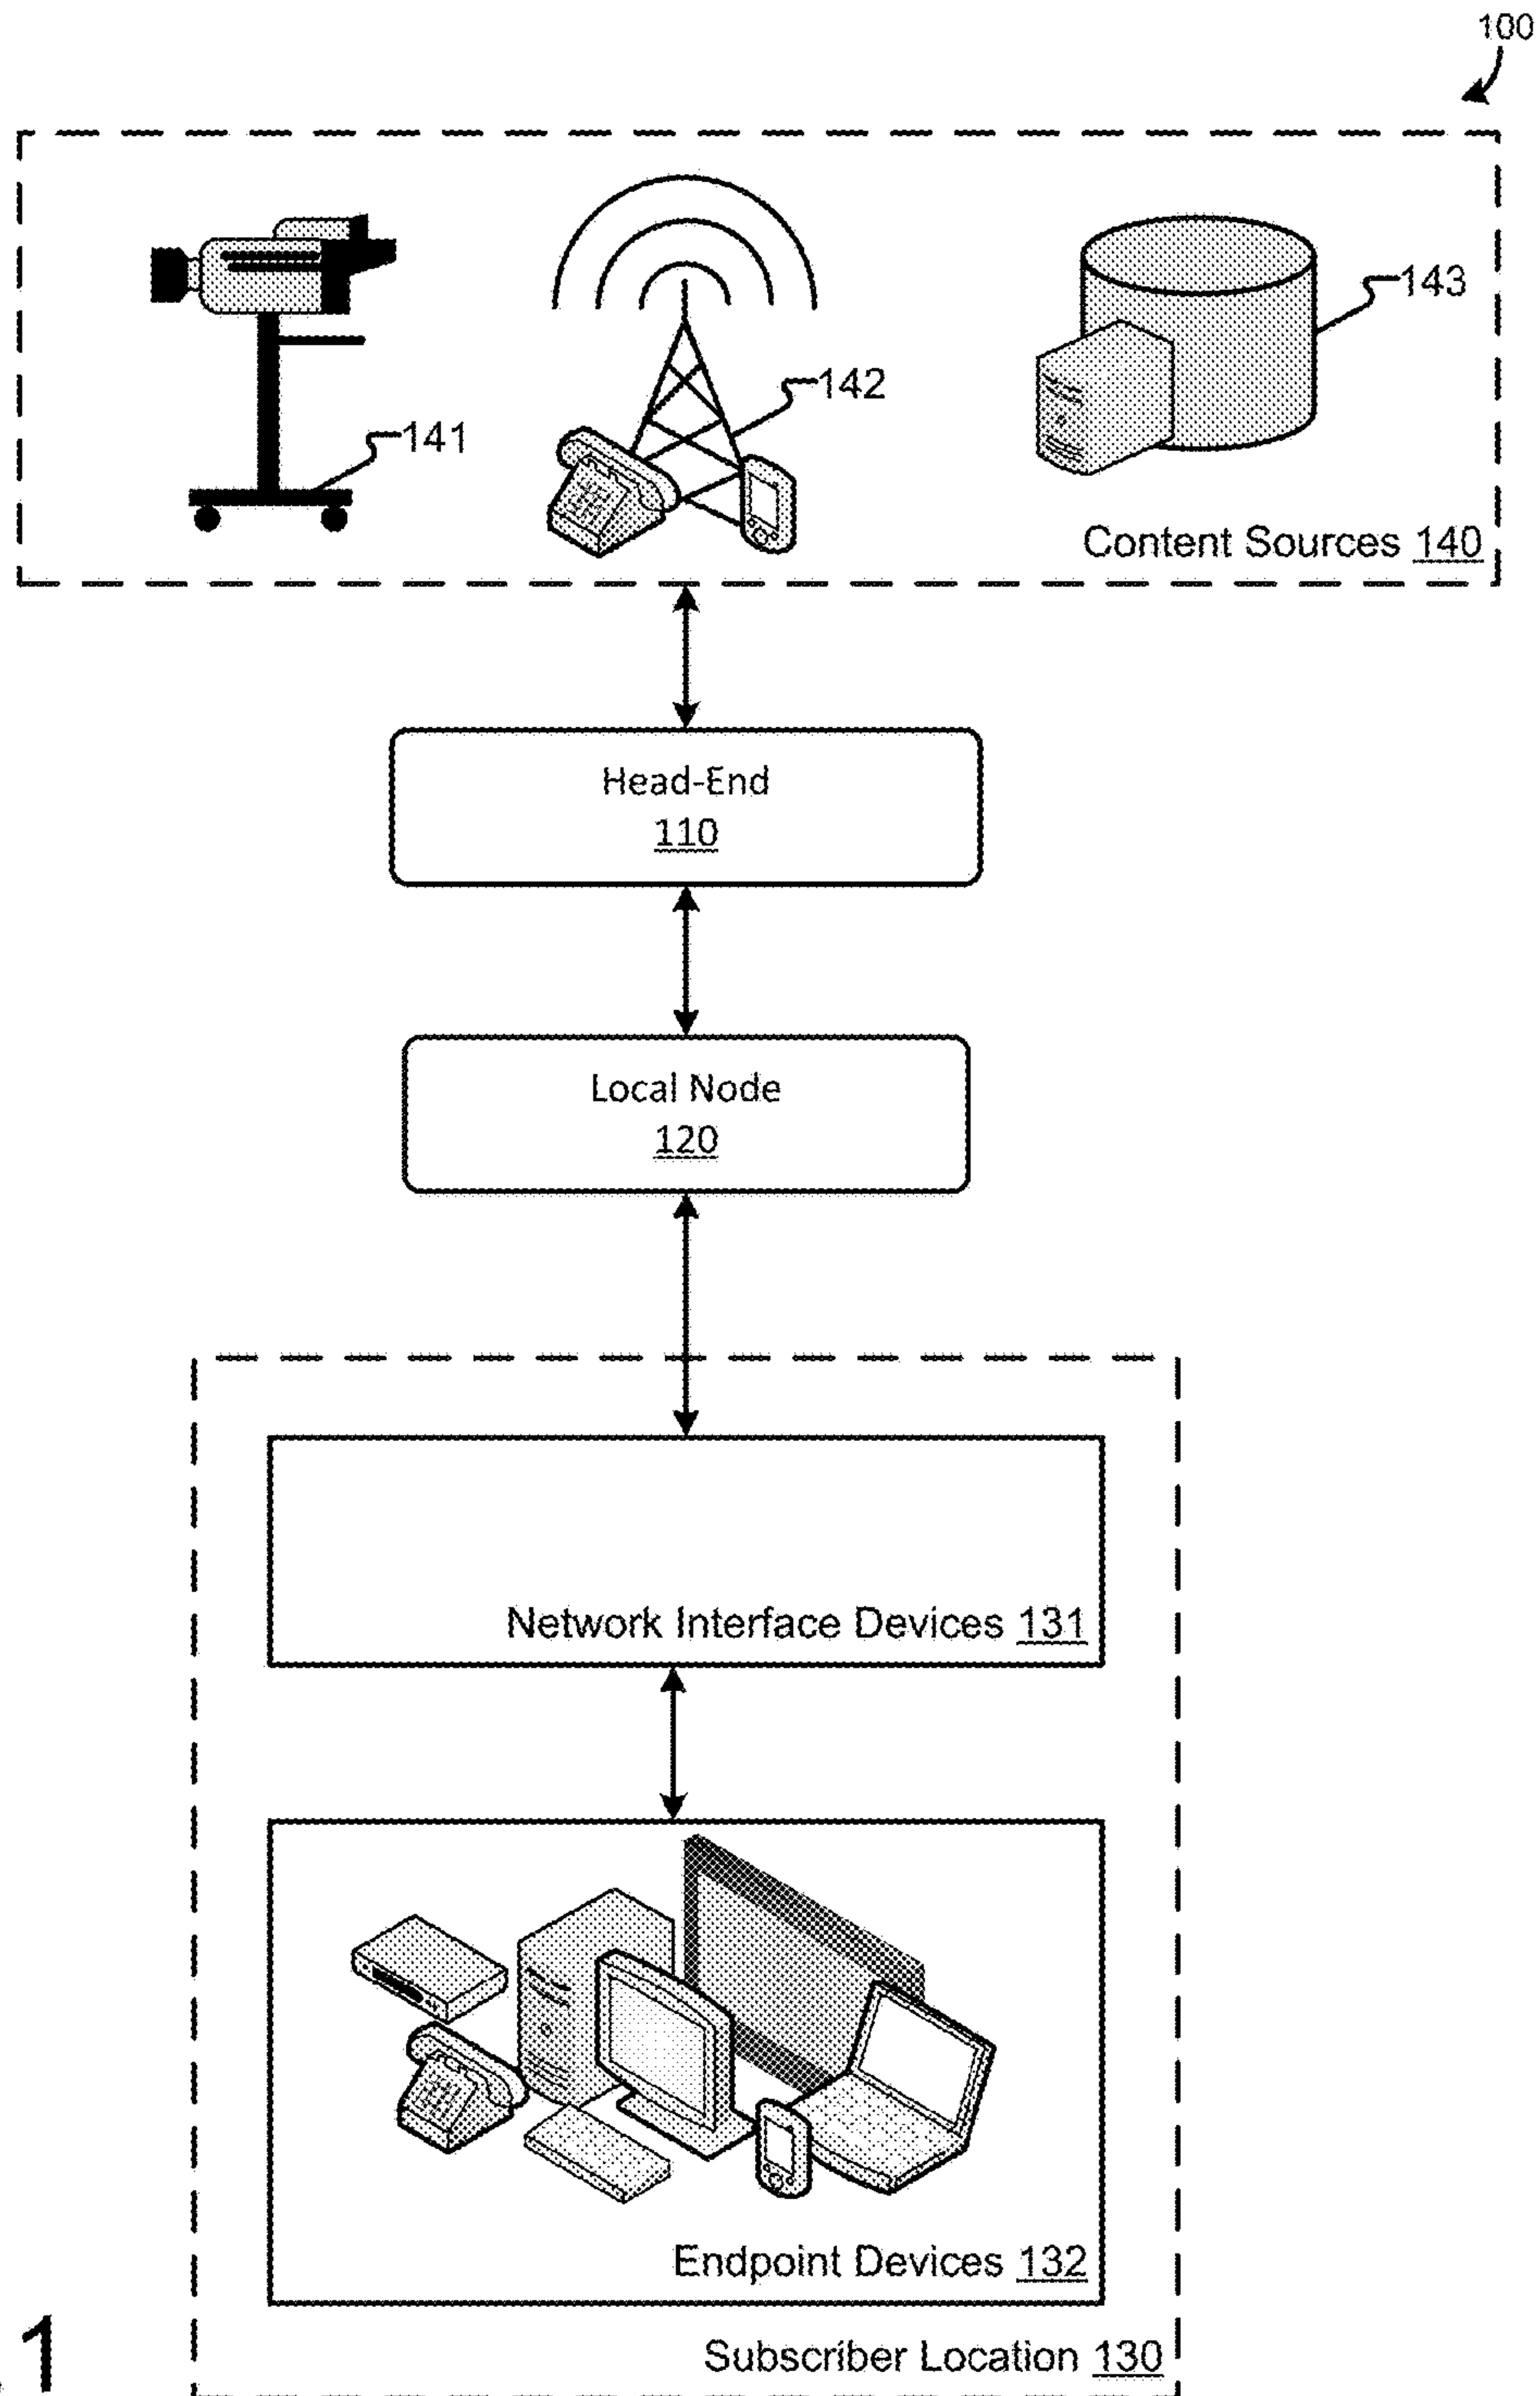 100
143
142
141
Content Sources 140
Head-End
110
Local Node
120
Network Interface Devices 131
Endpoint Devices 132
Subscriber Location 130
1